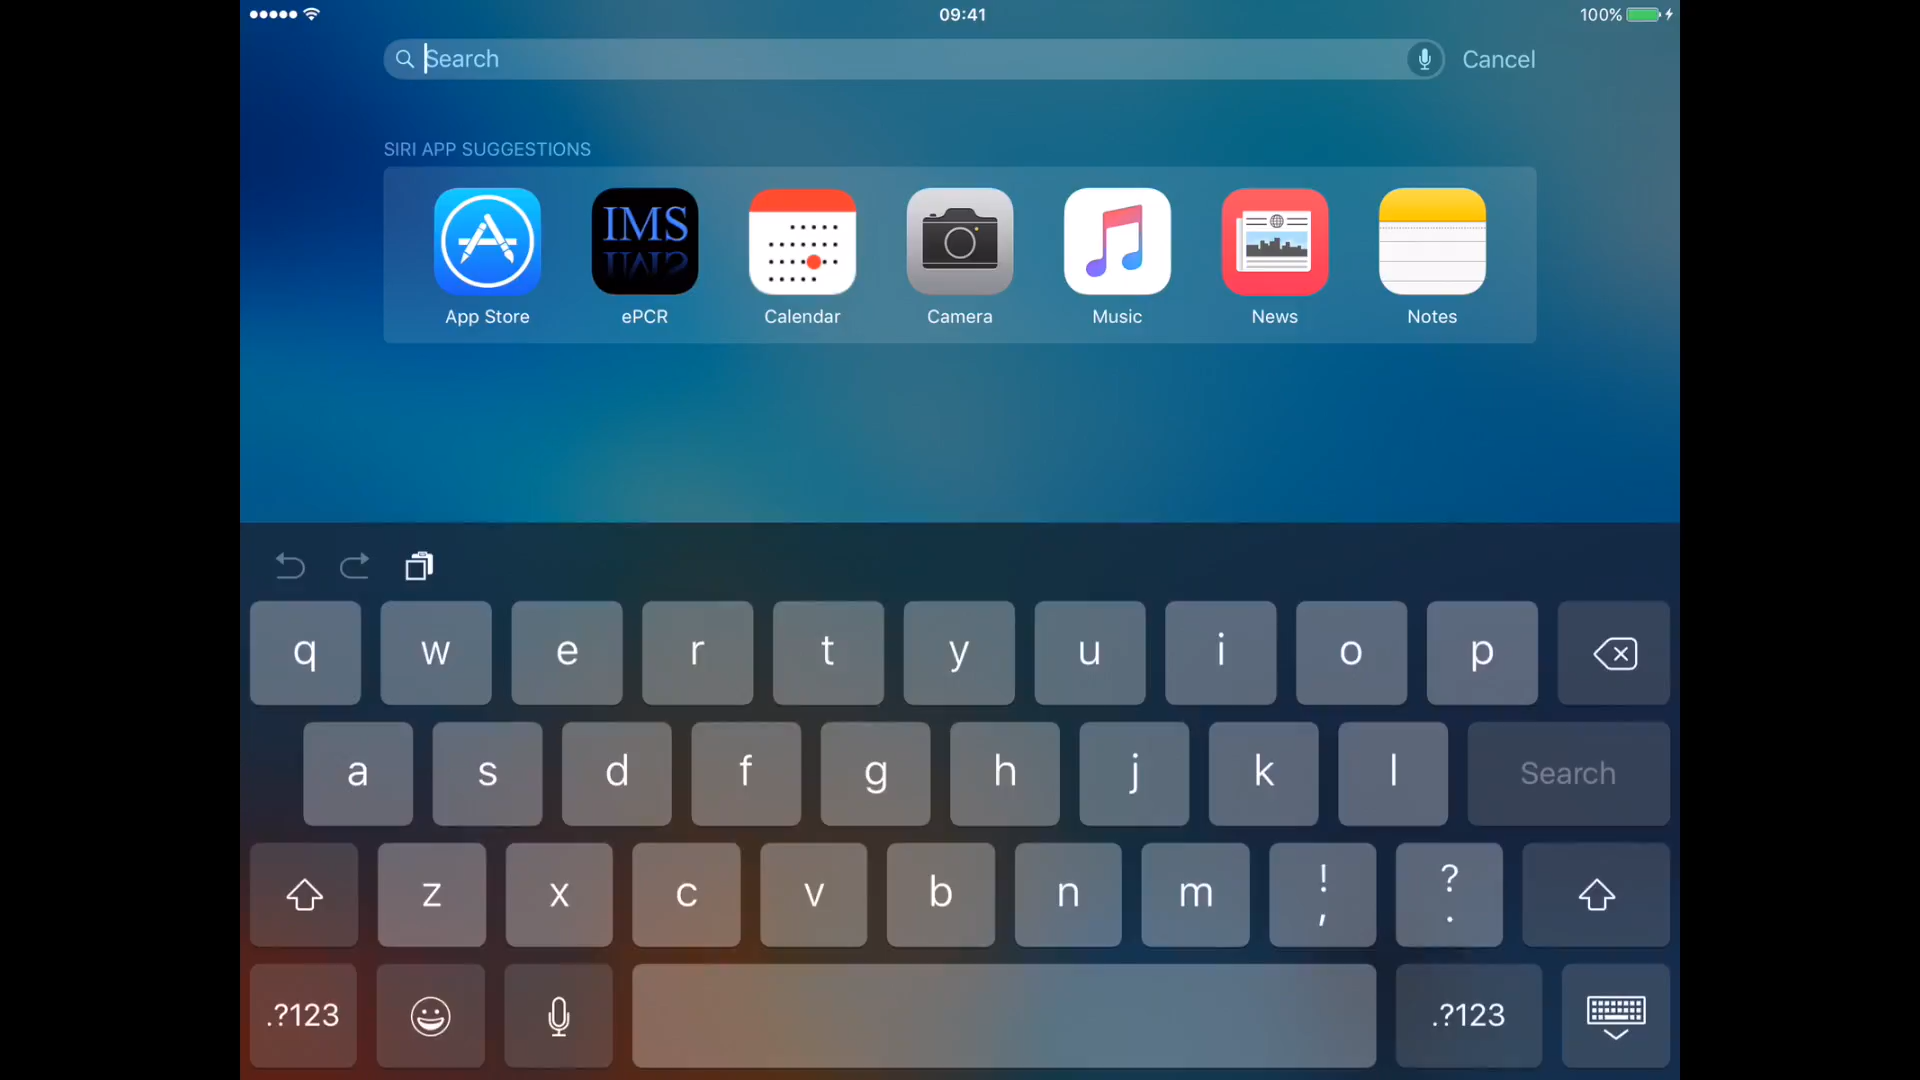 09:41
100%
Search
Cancel
SIRI APP SUGGESTIONS
IMS
App Store
ePCR
Calendar
Camera
Music
News
Notes
q w e r t y u i o p
a s d f g h j k l Search
z x c v b n m ! , ? .
.?123 .?123